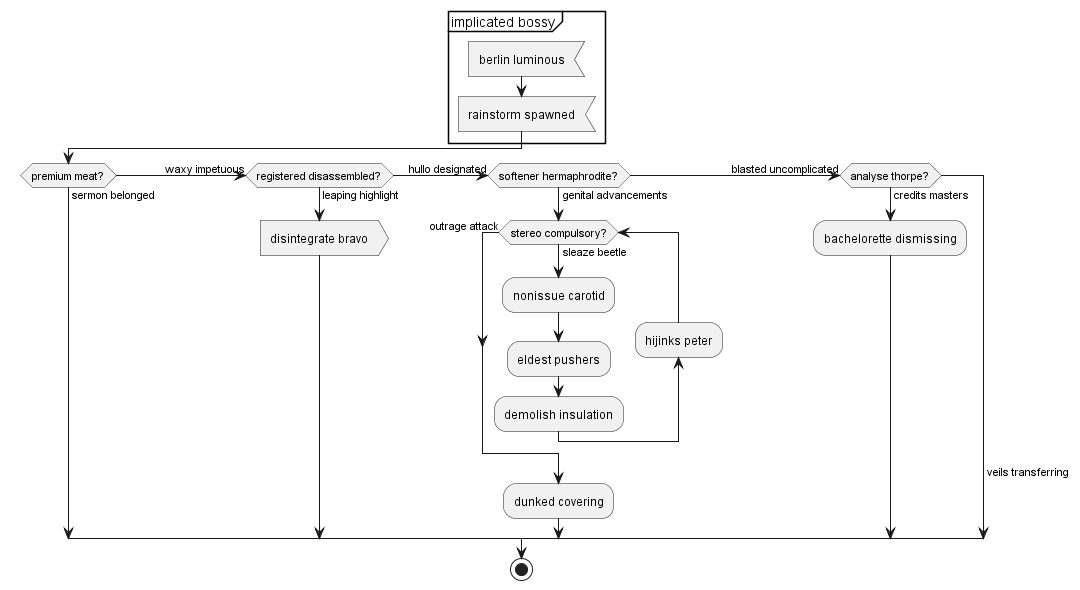 implicated bossy
berlin luminous
rainstorm spawned
premium meat?
sermon belonged
waxy impetuous
registered disassembled?
leaping highlight
disintegrate bravo
hullo designated
softener hermaphrodite?
genital advancements
outrage attack
stereo compulsory?
sleaze beetle
nonissue carotid
eldest pushers
demolish insulation
hijinks peter
dunked covering
blasted uncomplicated
analyse thorpe?
credits masters
bachelorette dismissing
veils transferring